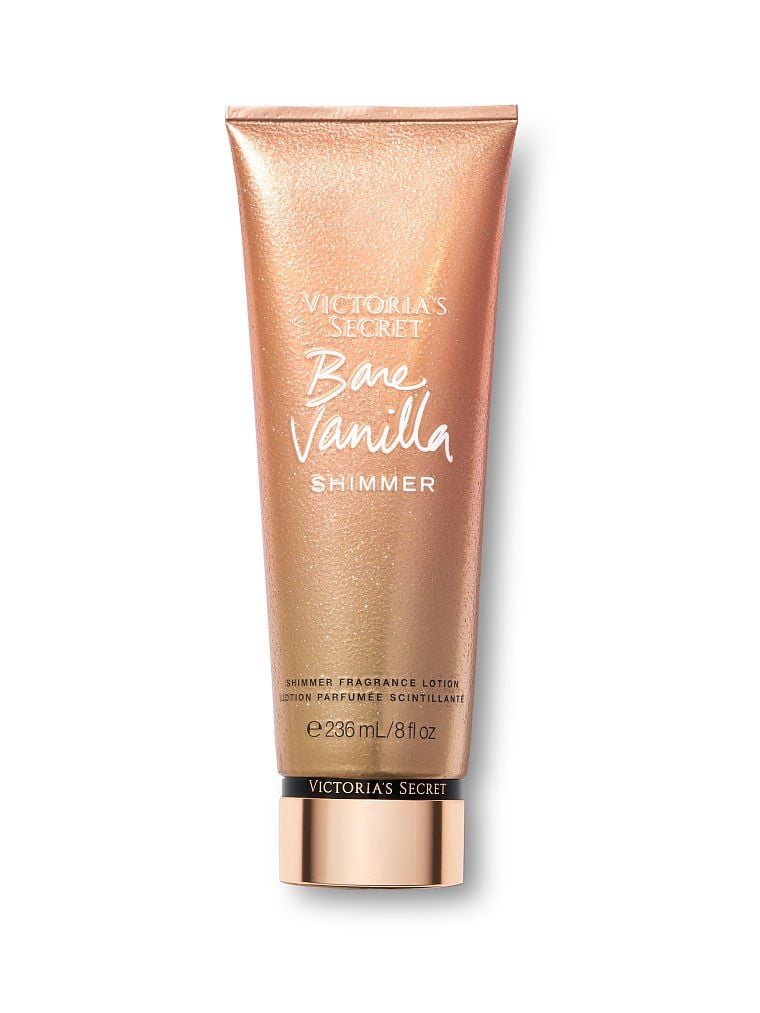 VICTORIA'S
SECRET
Bare
Vanilla
SHIMMER
SHIMMER FRAGRANCE LOTION
LOTION PARFUMÉE SCINTILLANTE
℮ 236 mL/8 fl oz
VICTORIA'S SECRET